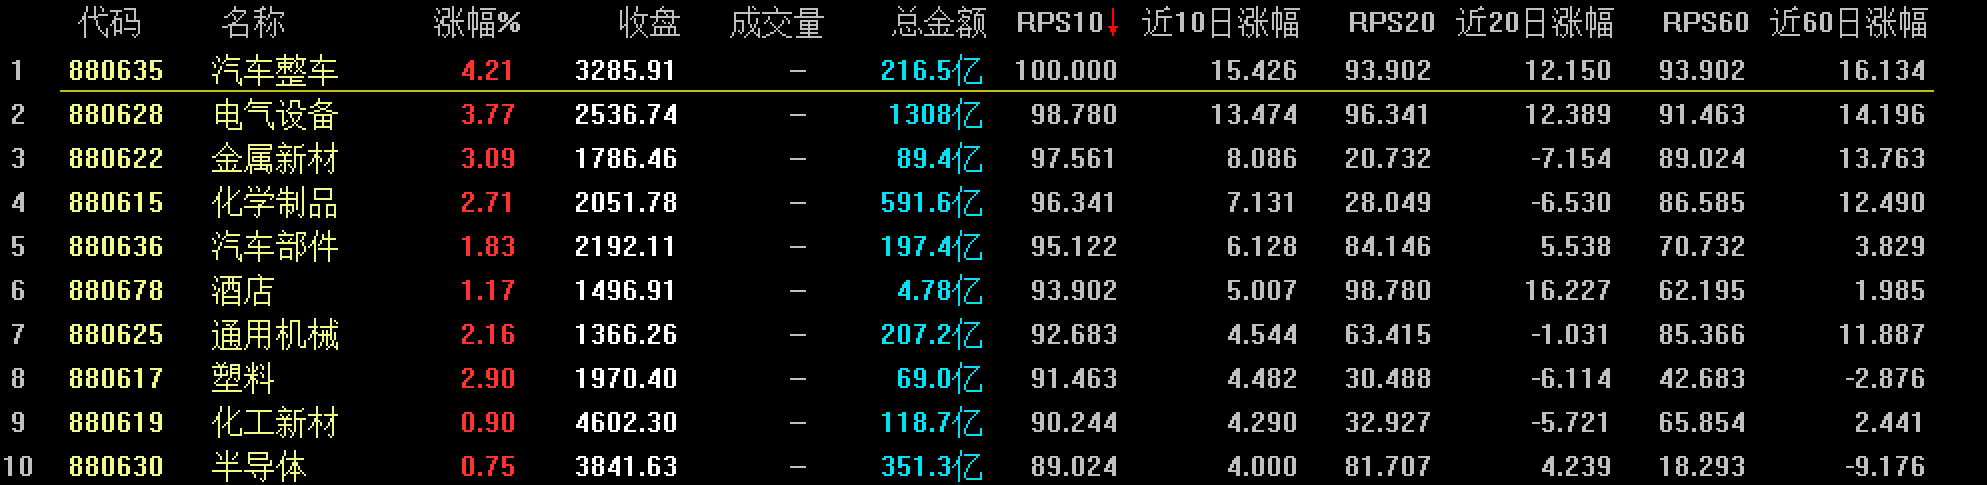 代码 名称 涨幅% 收盘 成交量 总金额 RPS10↓ 近10日涨幅 RPS20 近20日涨幅 RPS60 近60日涨幅
1 880635 汽车整车 4.21 3285.91 – 216.5亿 100.000 15.426 93.902 12.150 93.902 16.134
2 880628 电气设备 3.77 2536.74 – 1308亿 98.780 13.474 96.341 12.389 91.463 14.196
3 880622 金属新材 3.09 1786.46 – 89.4亿 97.561 8.086 20.732 -7.154 89.024 13.763
4 880615 化学制品 2.71 2051.78 – 591.6亿 96.341 7.131 28.049 -6.530 86.585 12.490
5 880636 汽车部件 1.83 2192.11 – 197.4亿 95.122 6.128 84.146 5.538 70.732 3.829
6 880678 酒店 1.17 1496.91 – 4.78亿 93.902 5.007 98.780 16.227 62.195 1.985
7 880625 通用机械 2.16 1366.26 – 207.2亿 92.683 4.544 63.415 -1.031 85.366 11.887
8 880617 塑料 2.90 1970.40 – 69.0亿 91.463 4.482 30.488 -6.114 42.683 -2.876
9 880619 化工新材 0.90 4602.30 – 118.7亿 90.244 4.290 32.927 -5.721 65.854 2.441
10 880630 半导体 0.75 3841.63 – 351.3亿 89.024 4.000 81.707 4.239 18.293 -9.176